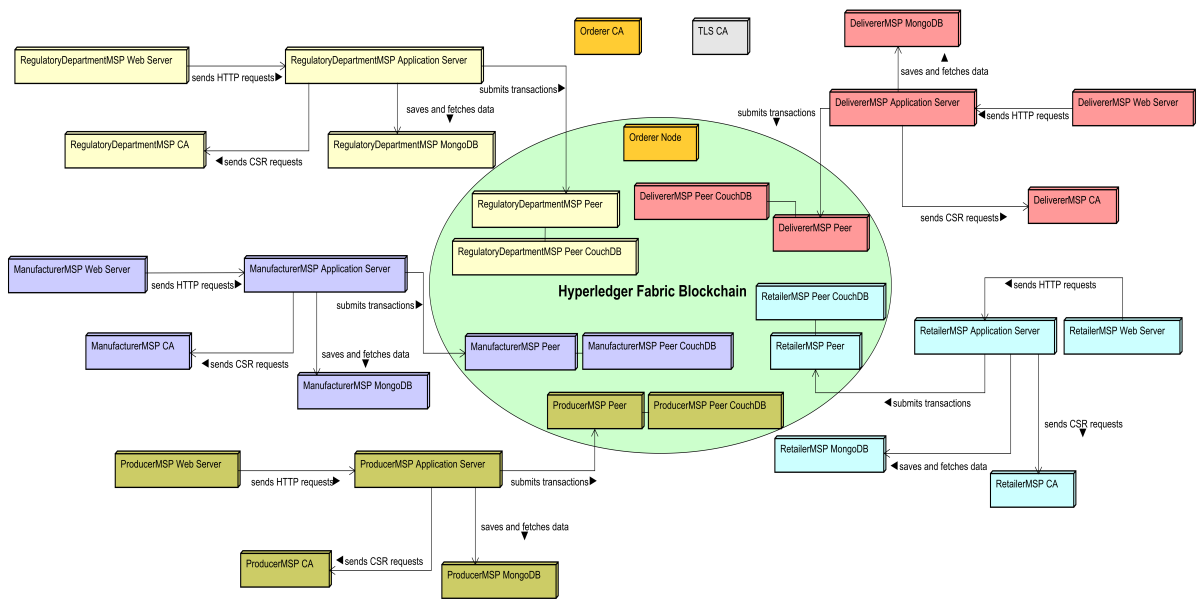 Orderer CA
TLS CA
DelivererMSP MongoDB
RegulatoryDepartmentMSP Web Server
sends HTTP requests
RegulatoryDepartmentMSP Application Server
submits transactions
saves and fetches data
RegulatoryDepartmentMSP CA
sends CSR requests
RegulatoryDepartmentMSP MongoDB
saves and fetches data
DelivererMSP Application Server
sends HTTP requests
DelivererMSP Web Server
submits transactions
sends CSR requests
DelivererMSP CA
Orderer Node
RegulatoryDepartmentMSP Peer
RegulatoryDepartmentMSP Peer CouchDB
DelivererMSP Peer CouchDB
DelivererMSP Peer
Hyperledger Fabric Blockchain
ManufacturerMSP Web Server
sends HTTP requests
ManufacturerMSP Application Server
submits transactions
ManufacturerMSP CA
sends CSR requests
saves and fetches data
ManufacturerMSP MongoDB
ManufacturerMSP Peer
ManufacturerMSP Peer CouchDB
RetailerMSP Peer CouchDB
RetailerMSP Peer
sends HTTP requests
RetailerMSP Application Server
RetailerMSP Web Server
submits transactions
sends CSR requests
RetailerMSP MongoDB
saves and fetches data
RetailerMSP CA
ProducerMSP Peer
ProducerMSP Peer CouchDB
ProducerMSP Web Server
sends HTTP requests
ProducerMSP Application Server
submits transactions
saves and fetches data
ProducerMSP CA
sends CSR requests
ProducerMSP MongoDB